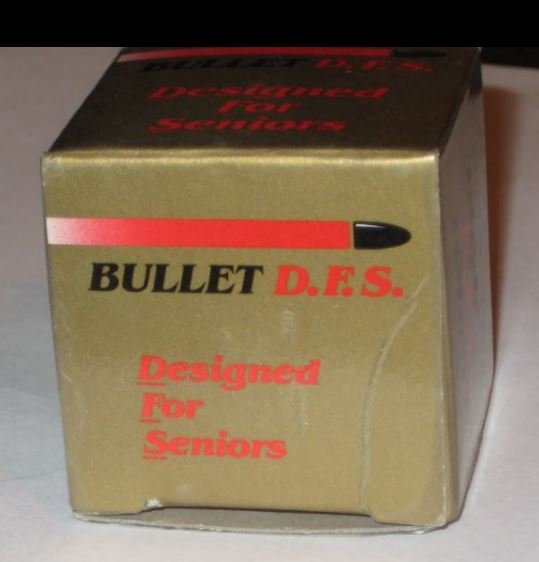 BULLET D.F.S.
Designed
For
Seniors
BULLET D.F.S.
Designed
For
Seniors